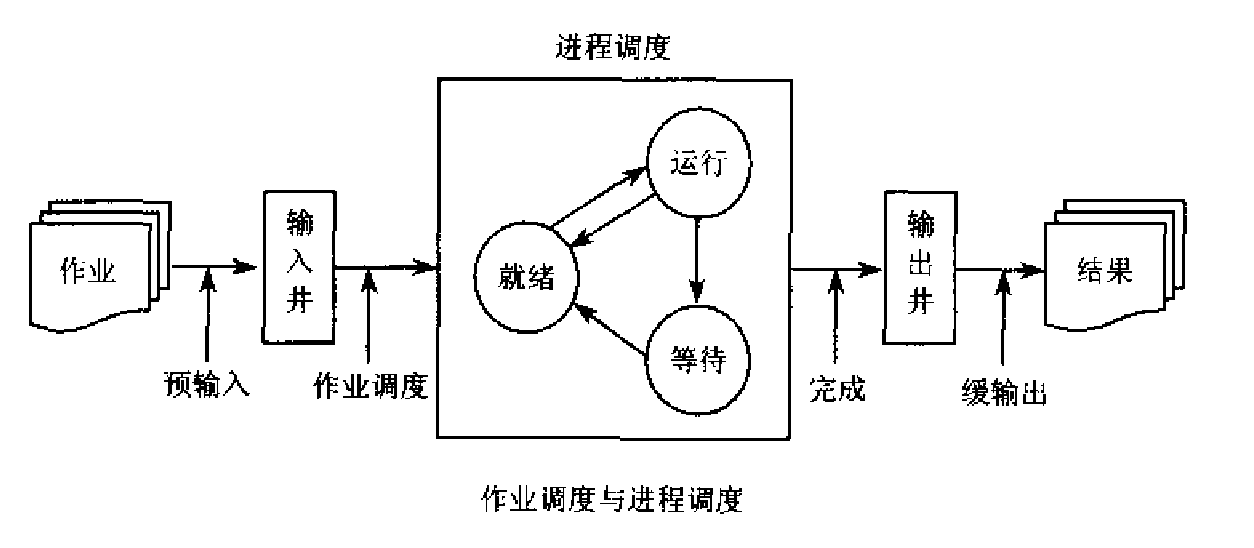 进程调度
运行
作业
输入井
就绪
输出井
结果
等待
预输入
作业调度
完成
缓输出
作业调度与进程调度